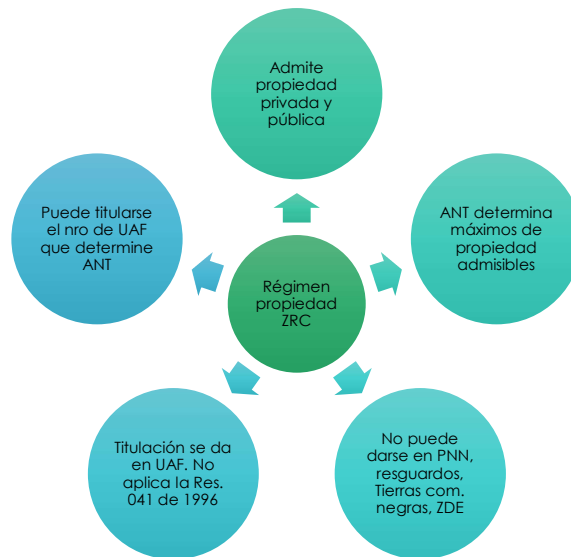 Admite
propiedad
privada y
pública
ANT determina
máximos de
propiedad
admisibles
No puede
darse en PNN,
resguardos,
Tierras com.
negras, ZDE
Titulación se da
en UAF. No
aplica la Res.
041 de 1996
Puede titularse
el nro de UAF
que determine
ANT
Régimen
propiedad
ZRC